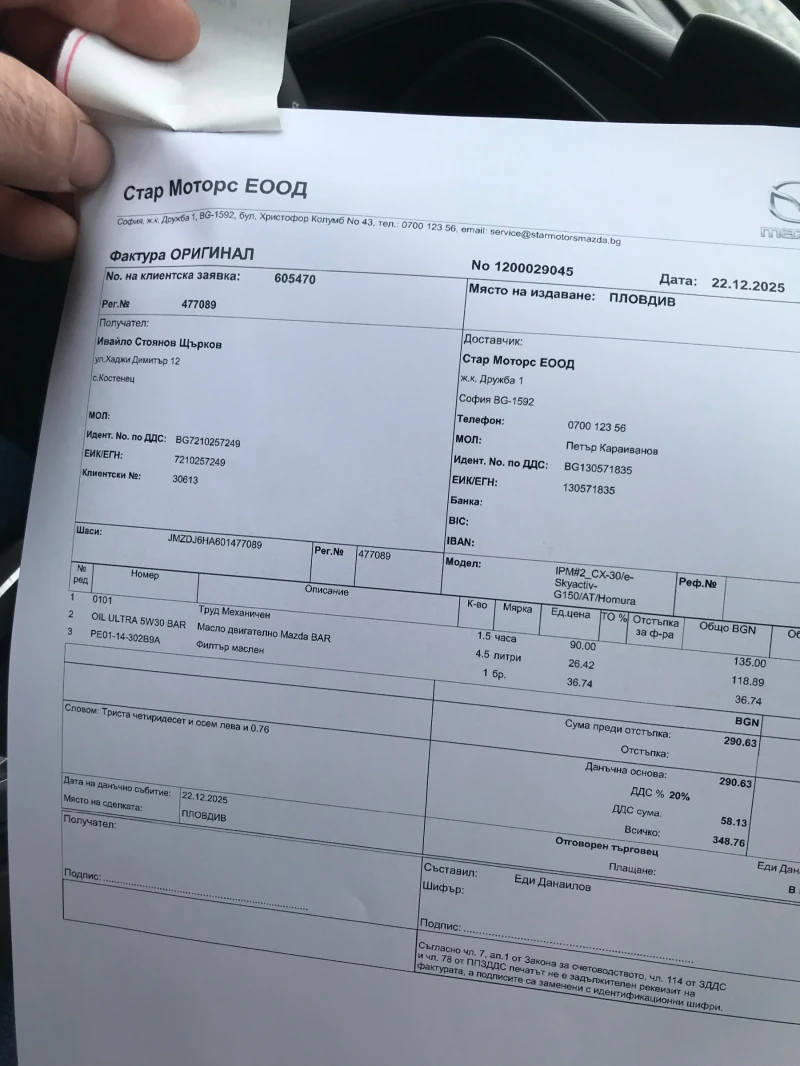 Стар Моторс ЕООД
София, ж.к. Дружба 1, BG-1592, бул. Христофор Колумб No 43, тел.: 0700 123 56, email: service@starmotorsmazda.bg
Фактура ОРИГИНАЛ
No 1200029045
Дата: 22.12.2025
No. на клиентска заявка: 605470
Място на издаване: ПЛОВДИВ
Рег.№ 477089
Получател:
Ивайло Стоянов Щърков
ул.Хаджи Димитър 12
с.Костенец
МОЛ:
Идент. No. по ДДС: BG7210257249
ЕИК/ЕГН: 7210257249
Клиентски №: 30613
Доставчик:
Стар Моторс ЕООД
ж.к. Дружба 1
София BG-1592
Телефон: 0700 123 56
МОЛ: Петър Караиванов
Идент. No. по ДДС: BG130571835
ЕИК/ЕГН: 130571835
Банка:
BIC:
IBAN:
Шаси: JMZDJ6HA601477089 Рег.№ 477089 Модел: IPM#2_CX-30/e-
Skyactiv-
G150/AT/Homura
Реф.№
№ ред Номер Описание К-во Мярка Ед.цена ТО % Отстъпка за ф-ра Общо BGN
1 0101 Труд Механичен 1.5 часа 90.00 135.00
2 OIL ULTRA 5W30 BAR Масло двигателно Mazda BAR 4.5 литри 26.42 118.89
3 PE01-14-302B9A Филтър маслен 1 бр. 36.74 36.74
BGN
Словом: Триста четиридесет и осем лева и 0.76
Сума преди отстъпка: 290.63
Отстъпка:
Данъчна основа: 290.63
ДДС % 20%
ДДС сума: 58.13
Всичко: 348.76
Дата на данъчно събитие: 22.12.2025
Място на сделката: ПЛОВДИВ
Отговорен търговец
Плащане:
Получател:
Подпис:
Съставил: Еди Данаилов
Шифър:
Подпис:
Съгласно чл. 7, ал.1 от Закона за счетоводството, чл. 114 от ЗДДС
и чл. 78 от ППЗДДС печатът не е задължителен реквизит на
фактурата, а подписите са заменени с идентификационни шифри.